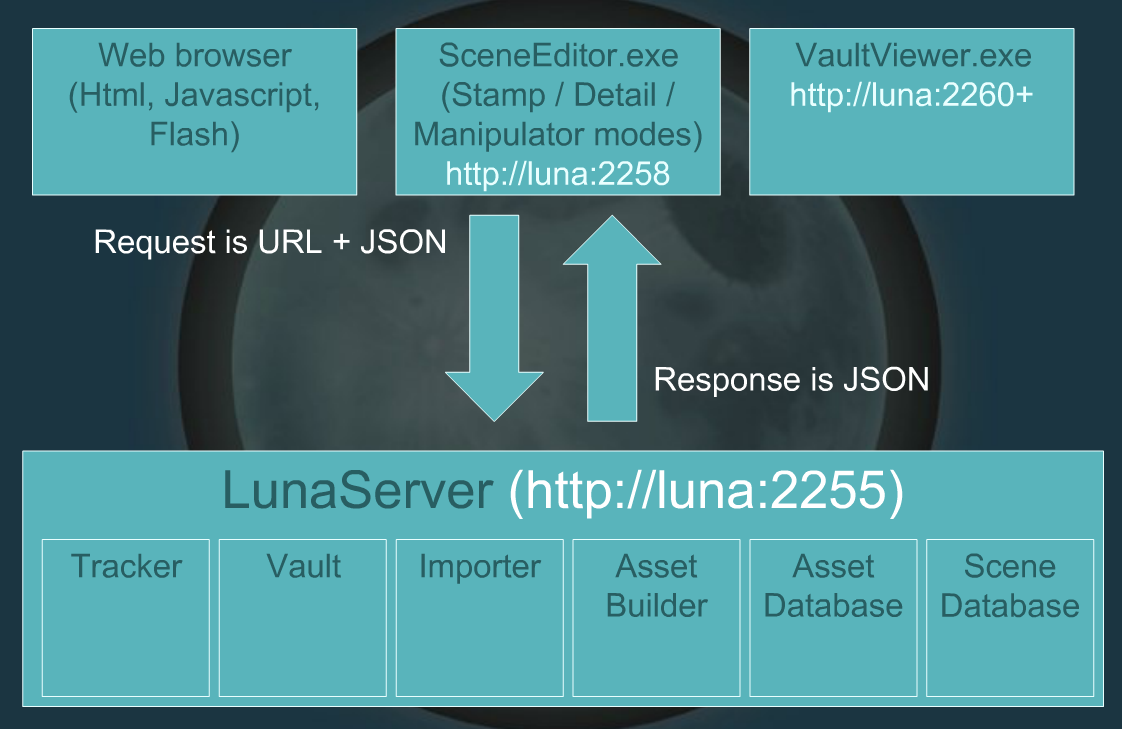 Web browser
(Html, Javascript,
Flash)
SceneEditor.exe
(Stamp / Detail /
Manipulator modes)
http://luna:2258
VaultViewer.exe
http://luna:2260+
Request is URL + JSON
Response is JSON
LunaServer (http://luna:2255)
Tracker
Vault
Importer
Asset
Builder
Asset
Database
Scene
Database